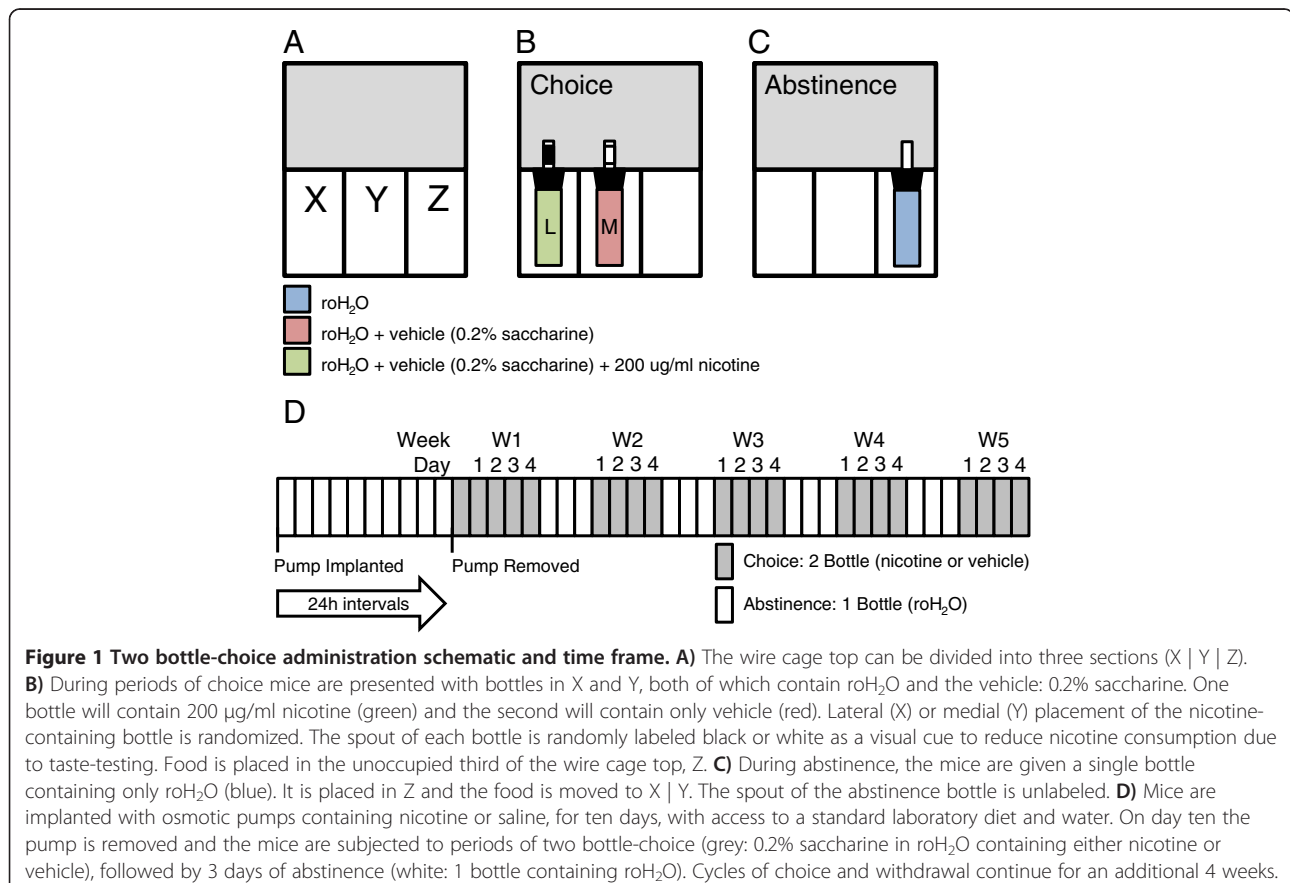 A
B
C
Choice
Abstinence
X Y Z
L
M
roH₂O
roH₂O + vehicle (0.2% saccharine)
roH₂O + vehicle (0.2% saccharine) + 200 ug/ml nicotine
D
Week W1 W2 W3 W4 W5
Day 1 2 3 4 1 2 3 4 1 2 3 4 1 2 3 4 1 2 3 4
Pump Implanted
Pump Removed
24h intervals
Choice: 2 Bottle (nicotine or vehicle)
Abstinence: 1 Bottle (roH₂O)
Figure 1 Two bottle-choice administration schematic and time frame. A) The wire cage top can be divided into three sections (X | Y | Z).
B) During periods of choice mice are presented with bottles in X and Y, both of which contain roH₂O and the vehicle: 0.2% saccharine. One
bottle will contain 200 μg/ml nicotine (green) and the second will contain only vehicle (red). Lateral (X) or medial (Y) placement of the nicotine-
containing bottle is randomized. The spout of each bottle is randomly labeled black or white as a visual cue to reduce nicotine consumption due
to taste-testing. Food is placed in the unoccupied third of the wire cage top, Z. C) During abstinence, the mice are given a single bottle
containing only roH₂O (blue). It is placed in Z and the food is moved to X | Y. The spout of the abstinence bottle is unlabeled. D) Mice are
implanted with osmotic pumps containing nicotine or saline, for ten days, with access to a standard laboratory diet and water. On day ten the
pump is removed and the mice are subjected to periods of two bottle-choice (grey: 0.2% saccharine in roH₂O containing either nicotine or
vehicle), followed by 3 days of abstinence (white: 1 bottle containing roH₂O). Cycles of choice and withdrawal continue for an additional 4 weeks.